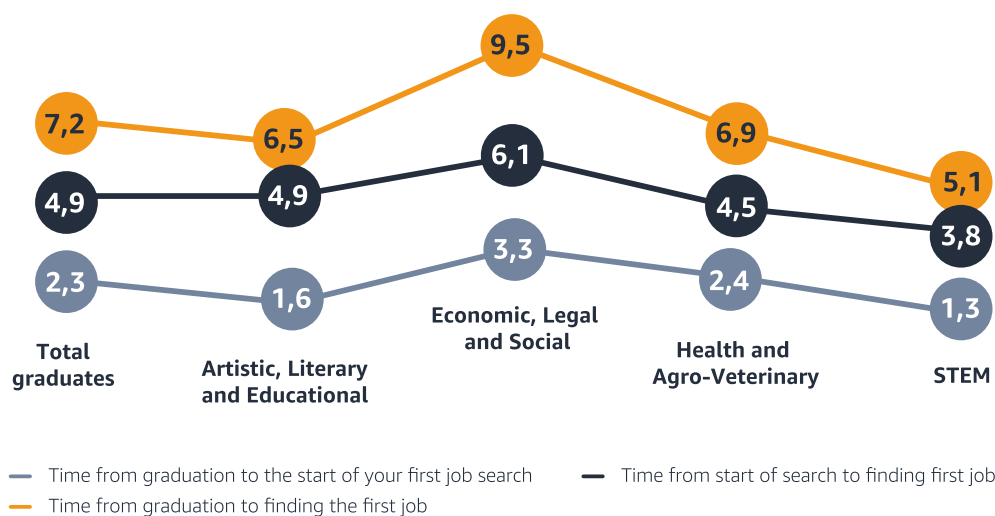 9,5
7,2
6,5
6,9
5,1
4,9
4,9
6,1
4,5
3,8
2,3
1,6
3,3
2,4
1,3
Total
graduates
Artistic, Literary
and Educational
Economic, Legal
and Social
Health and
Agro-Veterinary
STEM
Time from graduation to the start of your first job search
Time from start of search to finding first job
Time from graduation to finding the first job